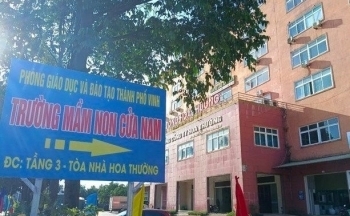 PHÒNG GIÁO DỤC VÀ ĐÀO TẠO THÀNH PHỐ VINH
TRƯỜNG MẦM NON CỬA NAM
ĐC: TẦNG 3 - TÒA NHÀ HOA THƯỜNG